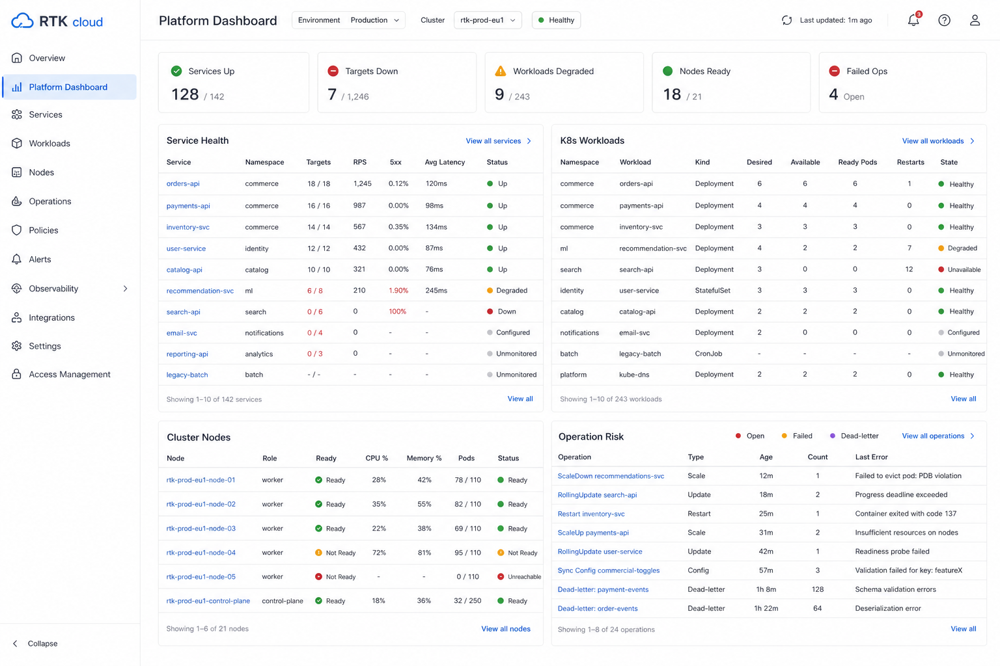 RTK cloud
Overview
Platform Dashboard
Services
Workloads
Nodes
Operations
Policies
Alerts
Observability
Integrations
Settings
Access Management
Collapse
Platform Dashboard
Environment Production
Cluster rtk-prod-eu1
Healthy
Last updated: 1m ago
3
Services Up
128 / 142
Targets Down
7 / 1,246
Workloads Degraded
9 / 243
Nodes Ready
18 / 21
Failed Ops
4 Open
Service Health View all services
Service Namespace Targets RPS 5xx Avg Latency Status
orders-api commerce 18 / 18 1,245 0.12% 120ms Up
payments-api commerce 16 / 16 987 0.00% 98ms Up
inventory-svc commerce 14 / 14 567 0.35% 134ms Up
user-service identity 12 / 12 432 0.00% 87ms Up
catalog-api catalog 10 / 10 321 0.00% 76ms Up
recommendation-svc ml 6 / 8 210 1.90% 245ms Degraded
search-api search 0 / 6 0 100% - Down
email-svc notifications 0 / 4 0 - - Configured
reporting-api analytics 0 / 3 0 - - Unmonitored
legacy-batch batch - / - - - - Unmonitored
Showing 1–10 of 142 services View all
K8s Workloads View all workloads
Namespace Workload Kind Desired Available Ready Pods Restarts State
commerce orders-api Deployment 6 6 6 1 Healthy
commerce payments-api Deployment 4 4 4 0 Healthy
commerce inventory-svc Deployment 3 3 3 0 Healthy
ml recommendation-svc Deployment 4 2 2 7 Degraded
search search-api Deployment 3 0 0 12 Unavailable
identity user-service StatefulSet 3 3 3 0 Healthy
catalog catalog-api Deployment 2 2 2 0 Healthy
notifications email-svc Deployment 2 0 0 0 Configured
batch legacy-batch CronJob - - - - Unmonitored
platform kube-dns Deployment 2 2 2 0 Healthy
Showing 1–10 of 243 workloads View all
Cluster Nodes
Node Role Ready CPU % Memory % Pods Status
rtk-prod-eu1-node-01 worker Ready 28% 42% 78 / 110 Ready
rtk-prod-eu1-node-02 worker Ready 35% 55% 82 / 110 Ready
rtk-prod-eu1-node-03 worker Ready 22% 38% 69 / 110 Ready
rtk-prod-eu1-node-04 worker Not Ready 72% 81% 95 / 110 Not Ready
rtk-prod-eu1-node-05 worker Not Ready - - 0 / 110 Unreachable
rtk-prod-eu1-control-plane control-plane Ready 18% 36% 32 / 250 Ready
Showing 1–6 of 21 nodes View all nodes
Operation Risk Open Failed Dead-letter View all operations
Operation Type Age Count Last Error
ScaleDown recommendations-svc Scale 12m 1 Failed to evict pod: PDB violation
RollingUpdate search-api Update 18m 2 Progress deadline exceeded
Restart inventory-svc Restart 25m 1 Container exited with code 137
ScaleUp payments-api Scale 31m 2 Insufficient resources on nodes
RollingUpdate user-service Update 42m 1 Readiness probe failed
Sync Config commercial-toggles Config 57m 3 Validation failed for key: featureX
Dead-letter: payment-events Dead-letter 1h 8m 128 Schema validation errors
Dead-letter: order-events Dead-letter 1h 22m 64 Deserialization error
Showing 1–8 of 24 operations View all